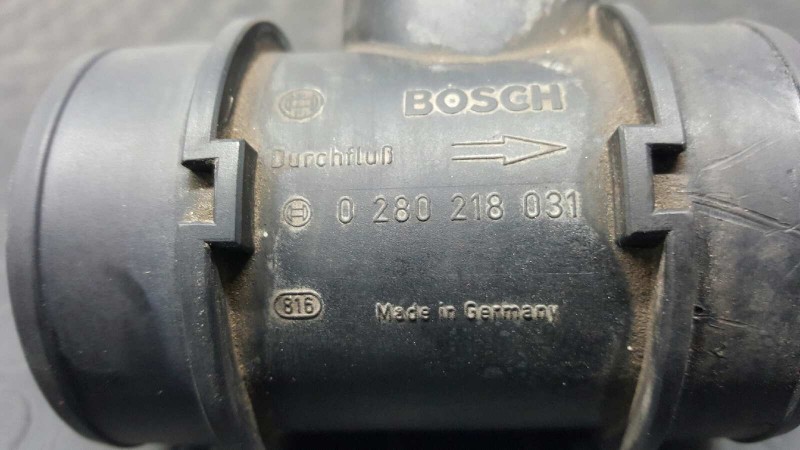 BOSCH
Durchfluß
0 280 218 031
816
Made in Germany